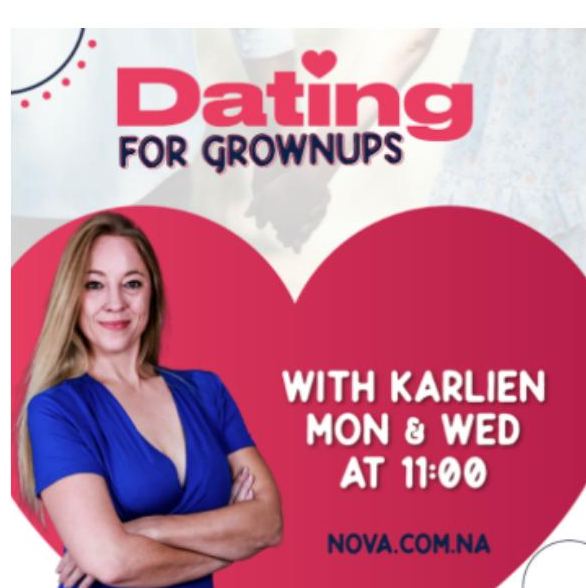 Dating
FOR GROWNUPS
WITH KARLIEN
MON & WED
AT 11:00
NOVA.COM.NA